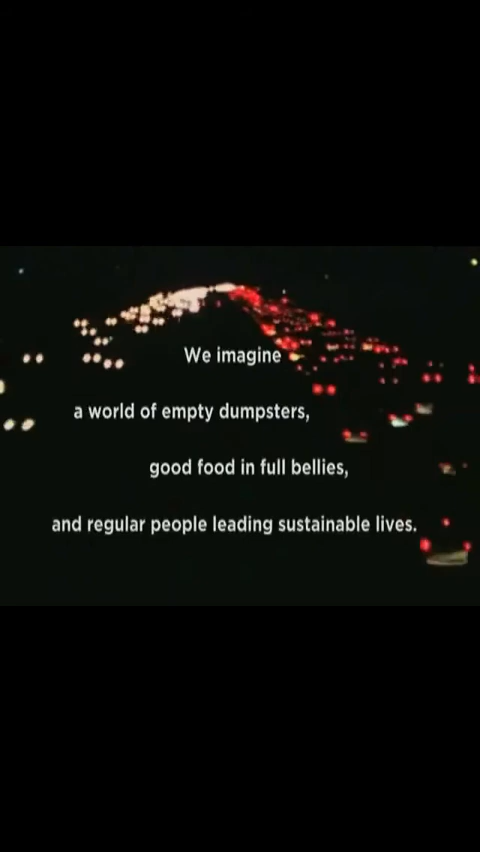 We imagine
a world of empty dumpsters,
good food in full bellies,
and regular people leading sustainable lives.